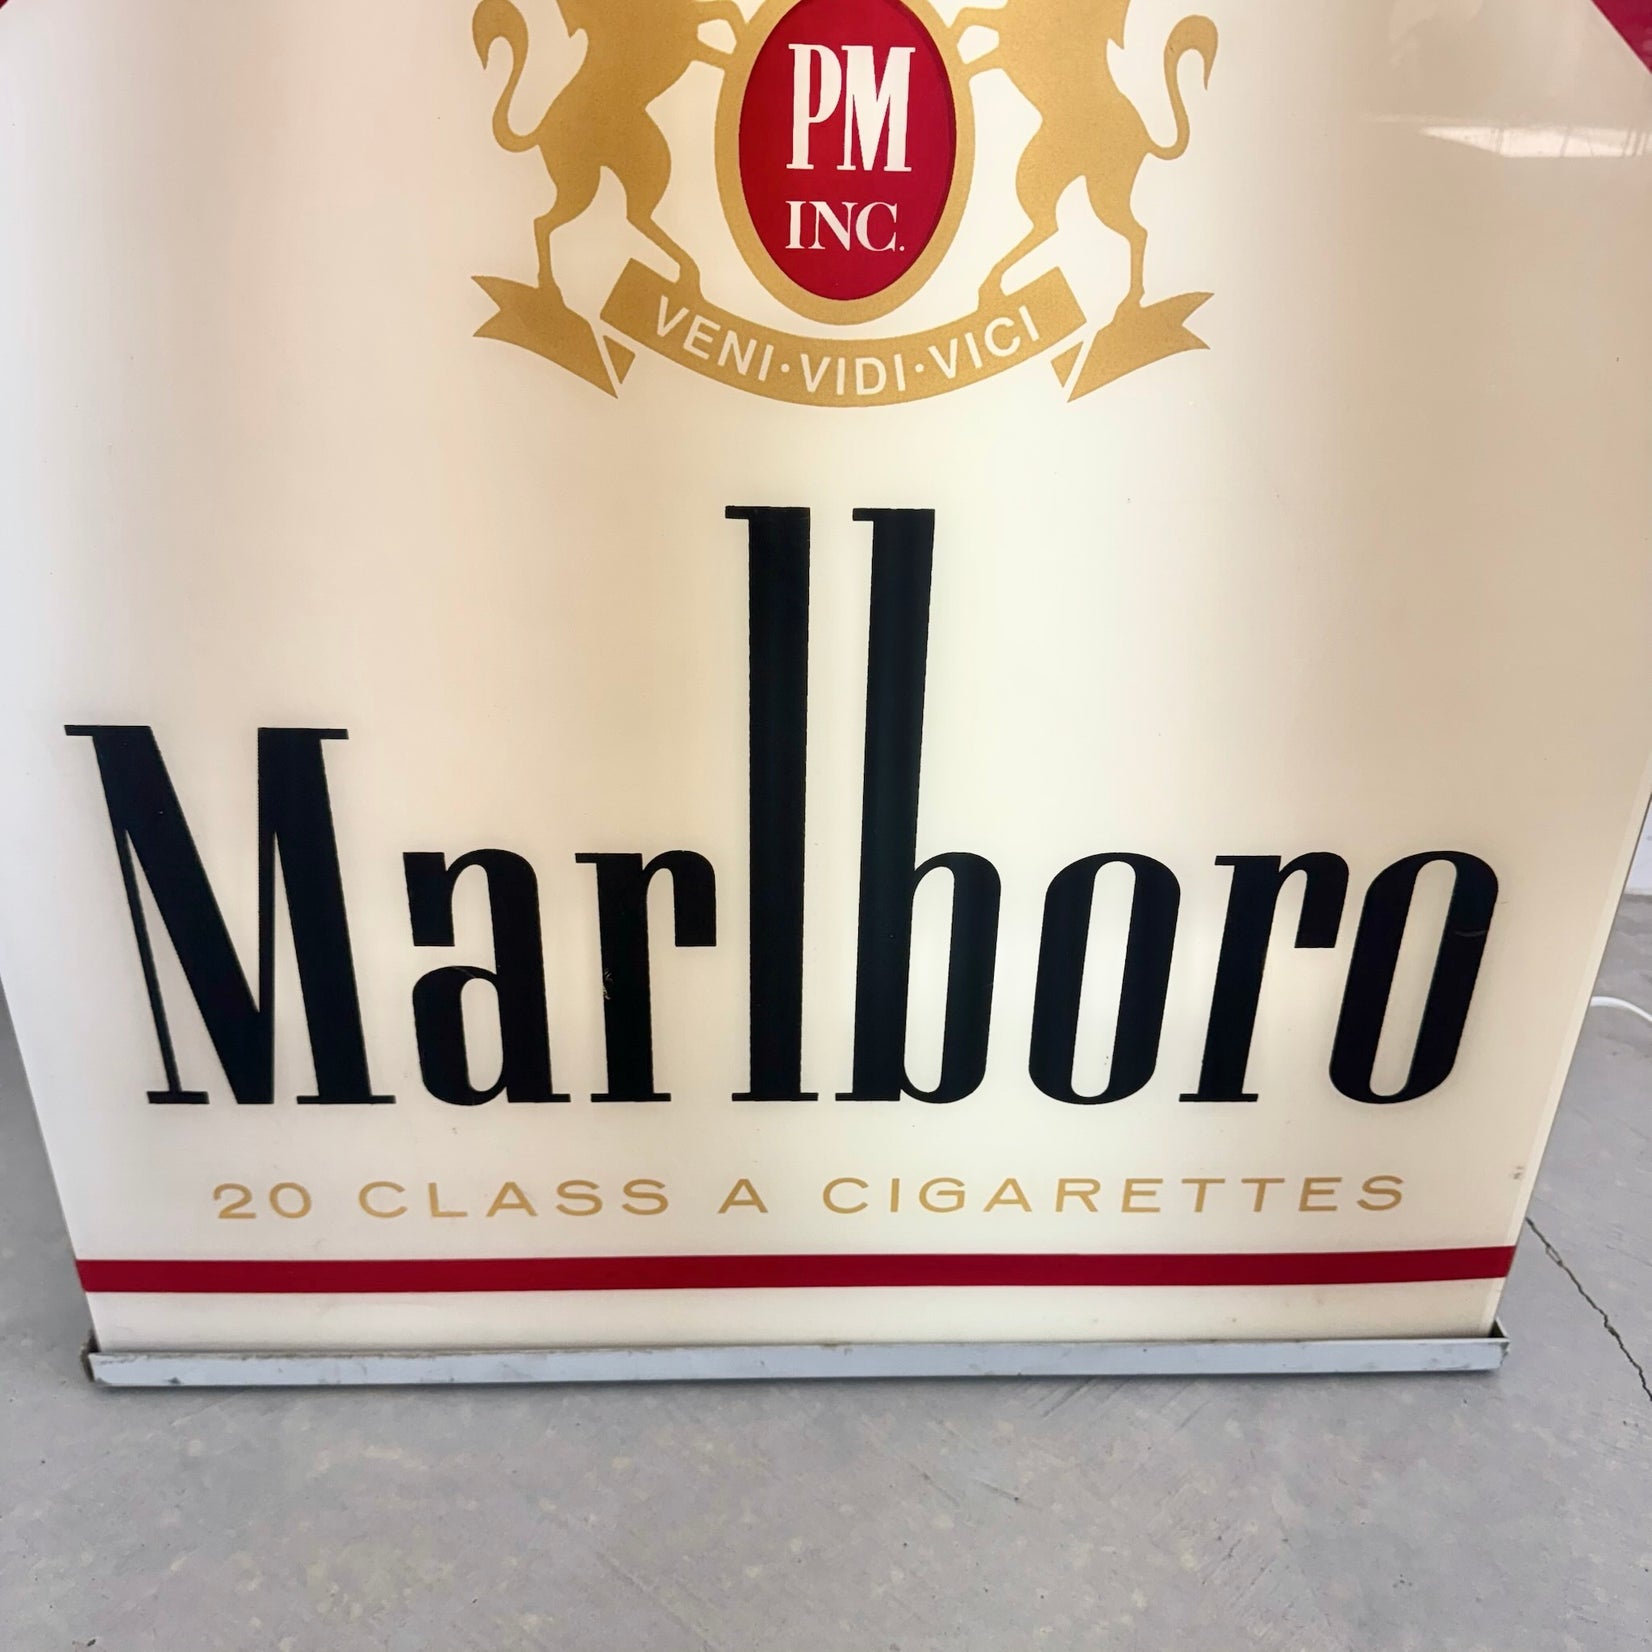 PM
INC.
VENI·VIDI·VICI
Marlboro
20 CLASS A CIGARETTES